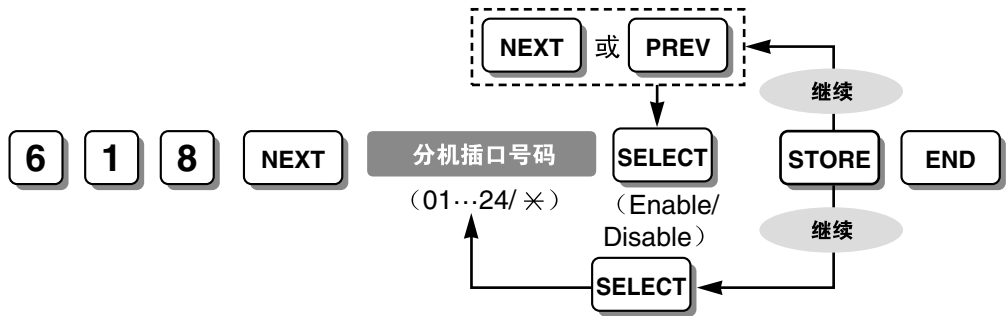 NEXT 或 PREV
继续
6 1 8 NEXT 分机插口号码 SELECT STORE END
(01···24/ ✳)
(Enable/
Disable)
继续
SELECT